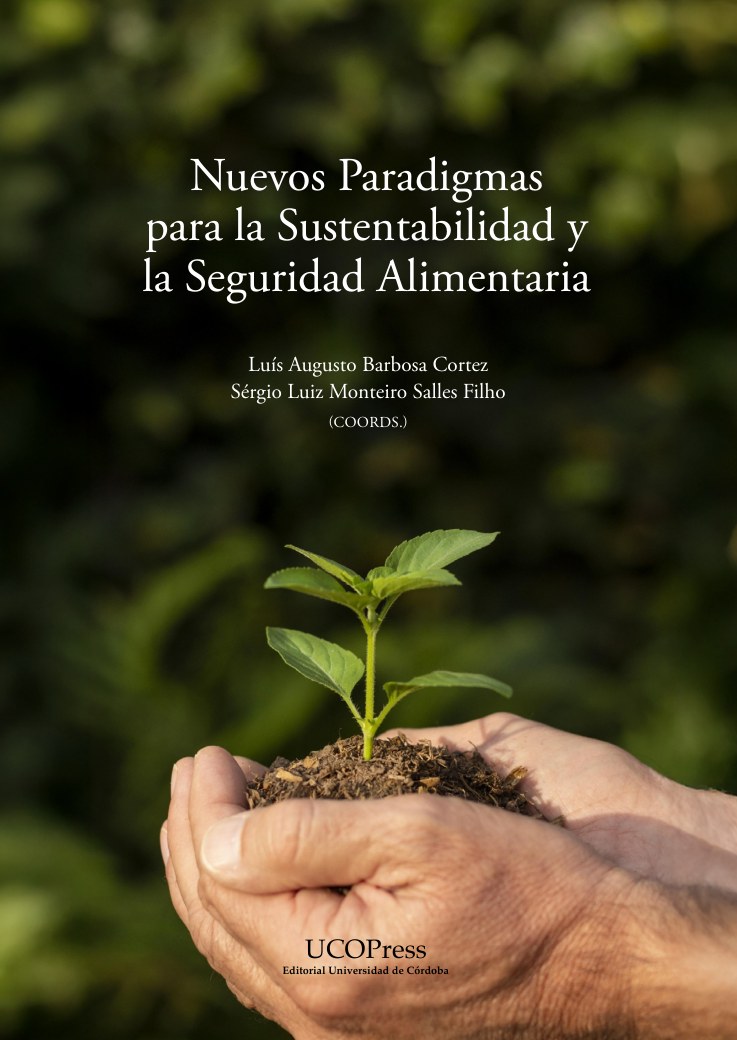 Nuevos Paradigmas
para la Sustentabilidad y
la Seguridad Alimentaria
Luís Augusto Barbosa Cortez
Sérgio Luiz Monteiro Salles Filho
(COORDS.)
UCOPress
Editorial Universidad de Córdoba